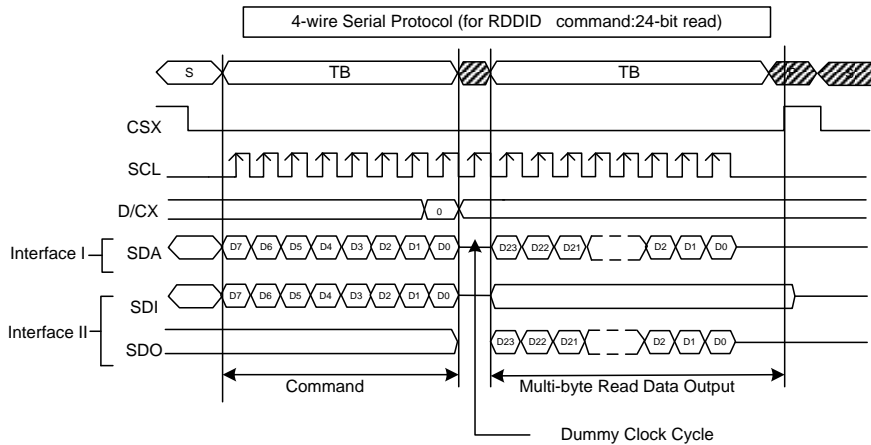 4-wire Serial Protocol (for RDDID command:24-bit read)
S TB TB P S
CSX
SCL
D/CX 0
Interface I SDA D7 D6 D5 D4 D3 D2 D1 D0 D23 D22 D21 D2 D1 D0
SDI D7 D6 D5 D4 D3 D2 D1 D0
Interface II
SDO D23 D22 D21 D2 D1 D0
Command Multi-byte Read Data Output
Dummy Clock Cycle